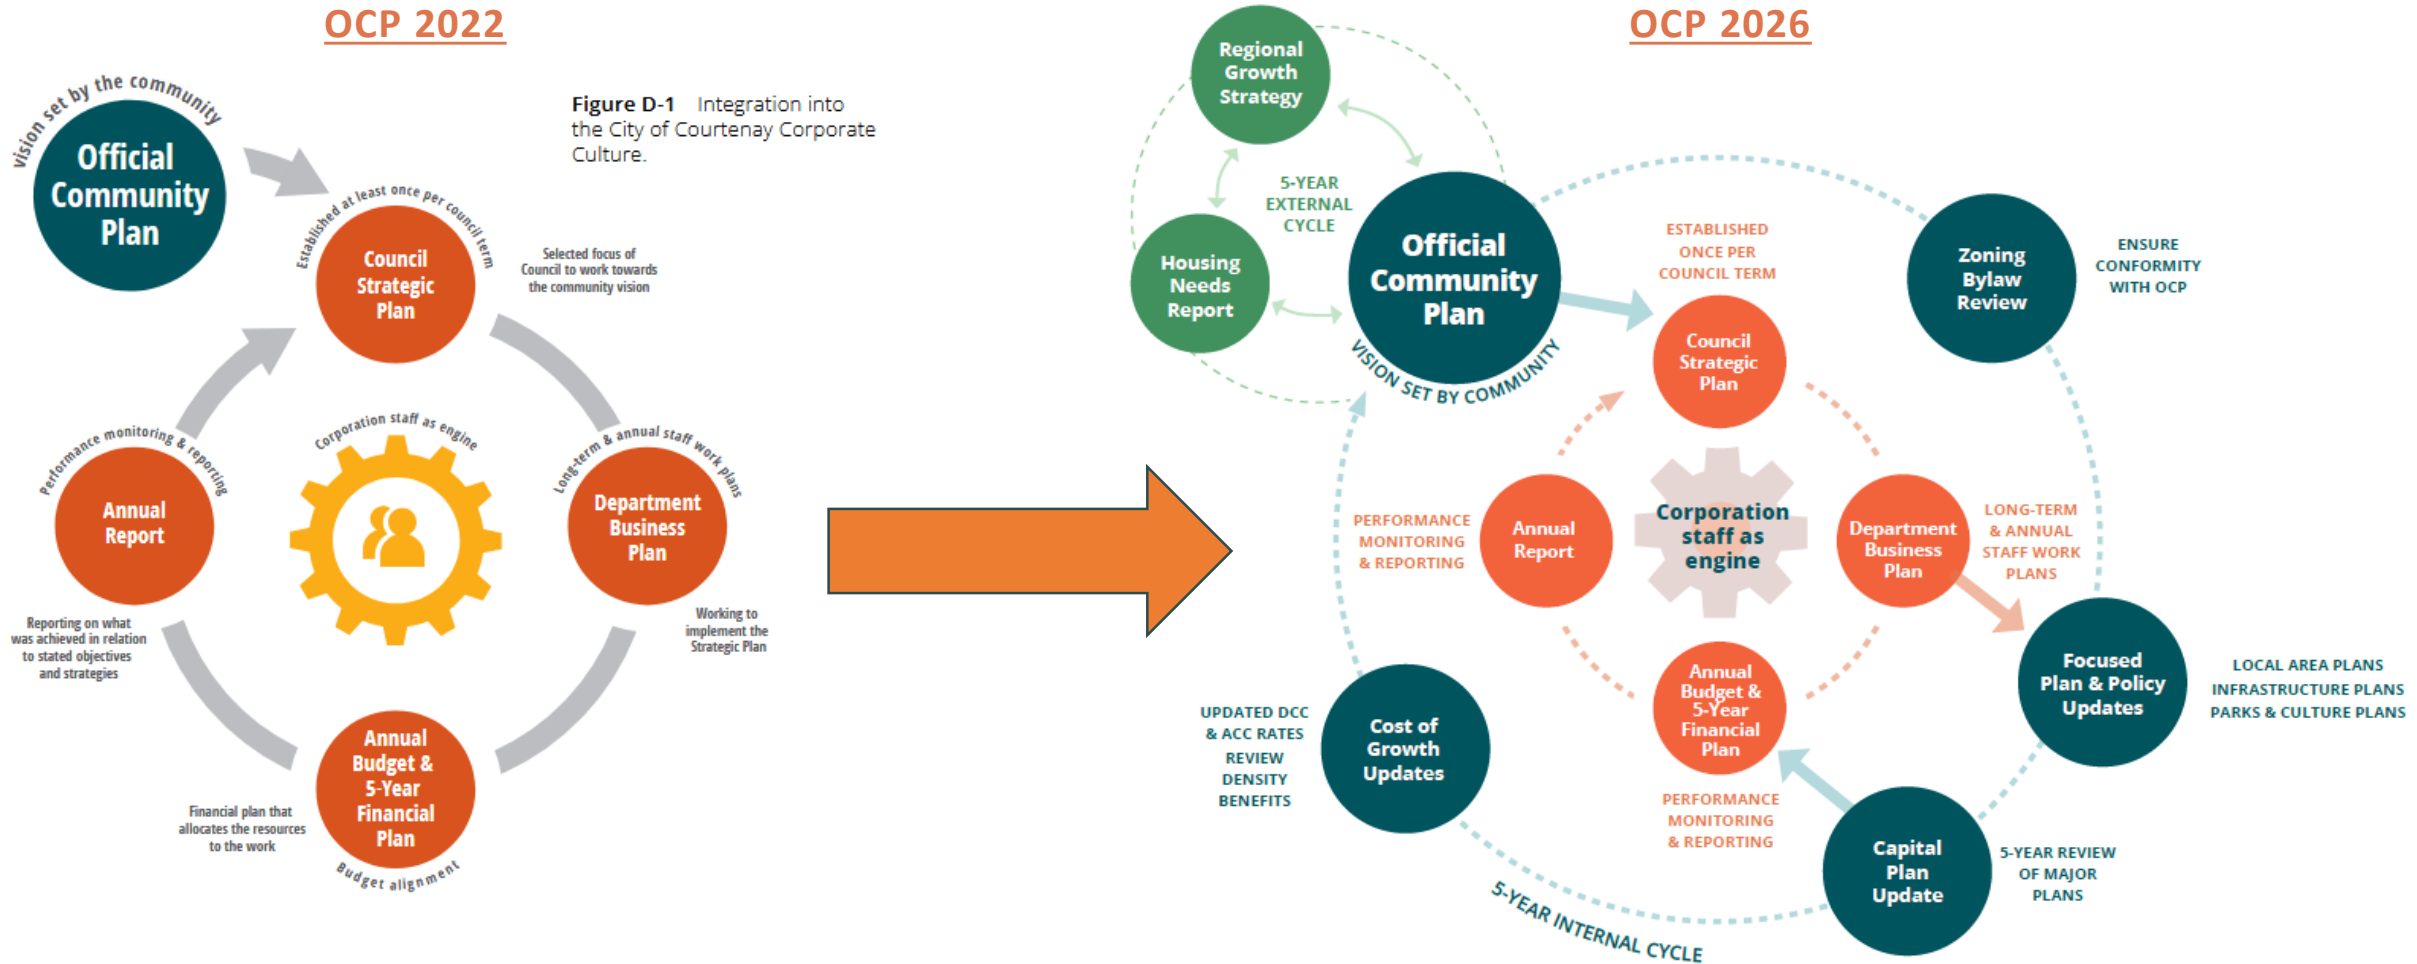 OCP 2022
vision set by the community
Official
Community
Plan
Figure D-1 Integration into
the City of Courtenay Corporate
Culture.
Established at least once per council term
Council
Strategic
Plan
Selected focus of
Council to work towards
the community vision
Performance monitoring & reporting
Annual
Report
Reporting on what
was achieved in relation
to stated objectives
and strategies
Corporation staff as engine
Long-term & annual staff work plans
Department
Business
Plan
Working to
implement the
Strategic Plan
Annual
Budget &
5-Year
Financial
Plan
Financial plan that
allocates the resources
to the work
Budget alignment
OCP 2026
Regional
Growth
Strategy
5-YEAR
EXTERNAL
CYCLE
Housing
Needs
Report
Official
Community
Plan
VISION SET BY COMMUNITY
ESTABLISHED
ONCE PER
COUNCIL TERM
Council
Strategic
Plan
Zoning
Bylaw
Review
ENSURE
CONFORMITY
WITH OCP
PERFORMANCE
MONITORING
& REPORTING
Annual
Report
Corporation
staff as
engine
Department
Business
Plan
LONG-TERM
& ANNUAL
STAFF WORK
PLANS
Focused
Plan & Policy
Updates
LOCAL AREA PLANS
INFRASTRUCTURE PLANS
PARKS & CULTURE PLANS
Annual
Budget &
5-Year
Financial
Plan
PERFORMANCE
MONITORING
& REPORTING
UPDATED DCC
& ACC RATES
REVIEW
DENSITY
BENEFITS
Cost of
Growth
Updates
Capital
Plan
Update
5-YEAR REVIEW
OF MAJOR
PLANS
5-YEAR INTERNAL CYCLE